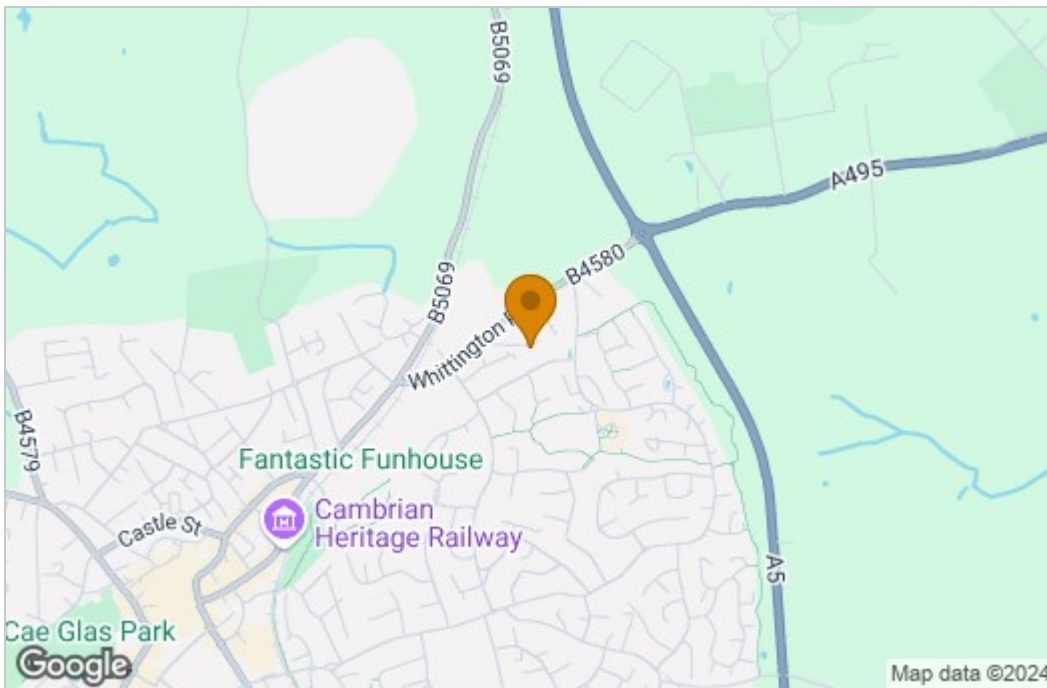 B5069
A495
B4580
B5069
Whittington
B4579
Fantastic Funhouse
Cambrian
Heritage Railway
Castle St
A5
Cae Glas Park
Google
Map data ©2024